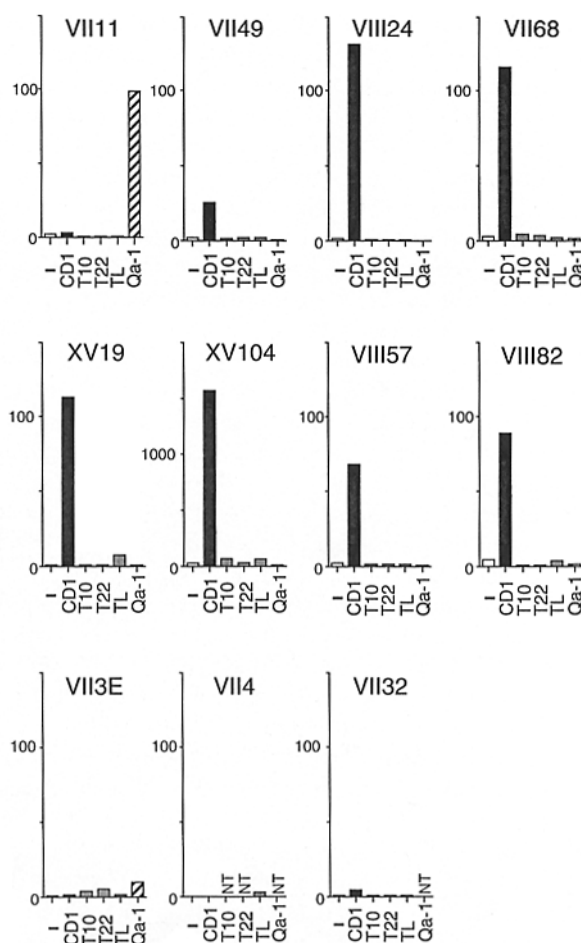 VII11 VII49 VIII24 VII68
100 100 100 100
0 0 0 0
– CD1 T10 T22 TL Qa-1 – CD1 T10 T22 TL Qa-1 – CD1 T10 T22 TL Qa-1 – CD1 T10 T22 TL Qa-1
XV19 XV104 VIII57 VIII82
100 1000 100 100
0 0 0 0
– CD1 T10 T22 TL Qa-1 – CD1 T10 T22 TL Qa-1 – CD1 T10 T22 TL Qa-1 – CD1 T10 T22 TL Qa-1
VII3E VII4 VII32
100 100 100
NT NT NT NT
0 0 0
– CD1 T10 T22 TL Qa-1 – CD1 T10 T22 TL Qa-1 – CD1 T10 T22 TL Qa-1